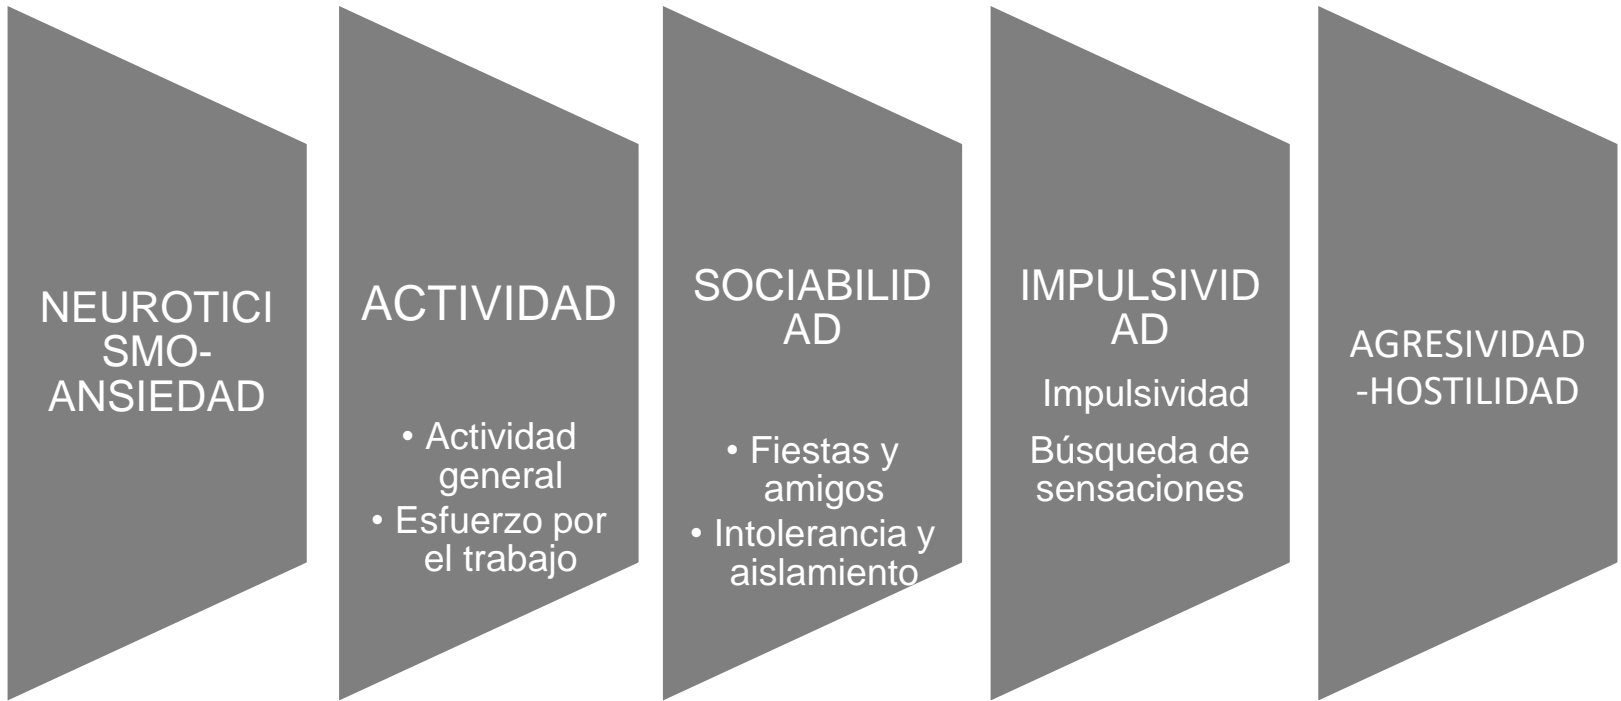 NEUROTICI
SMO-
ANSIEDAD
ACTIVIDAD
• Actividad
general
• Esfuerzo por
el trabajo
SOCIABILID
AD
• Fiestas y
amigos
• Intolerancia y
aislamiento
IMPULSIVID
AD
Impulsividad
Búsqueda de
sensaciones
AGRESIVIDAD
-HOSTILIDAD